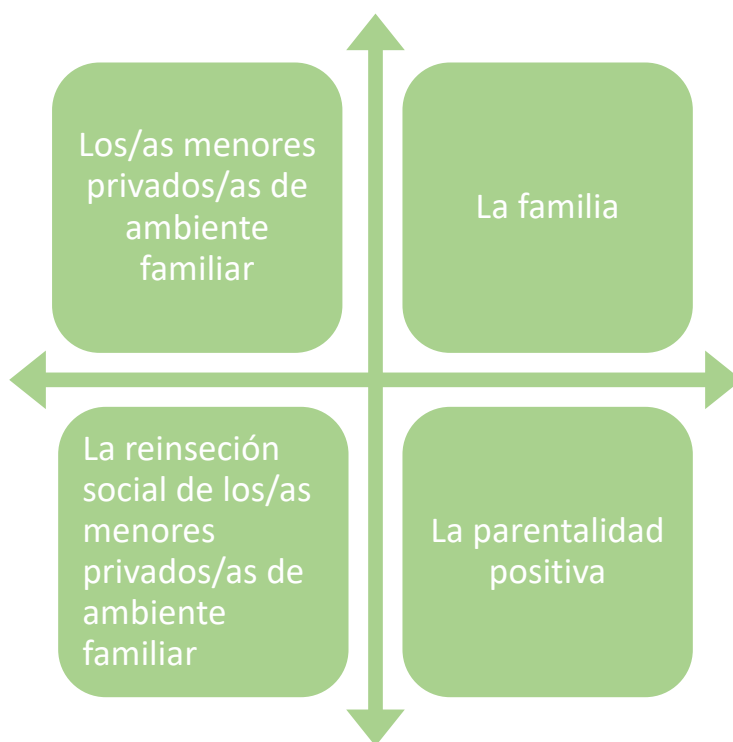 Los/as menores
privados/as de
ambiente
familiar
La familia
La reinseción
social de los/as
menores
privados/as de
ambiente
familiar
La parentalidad
positiva